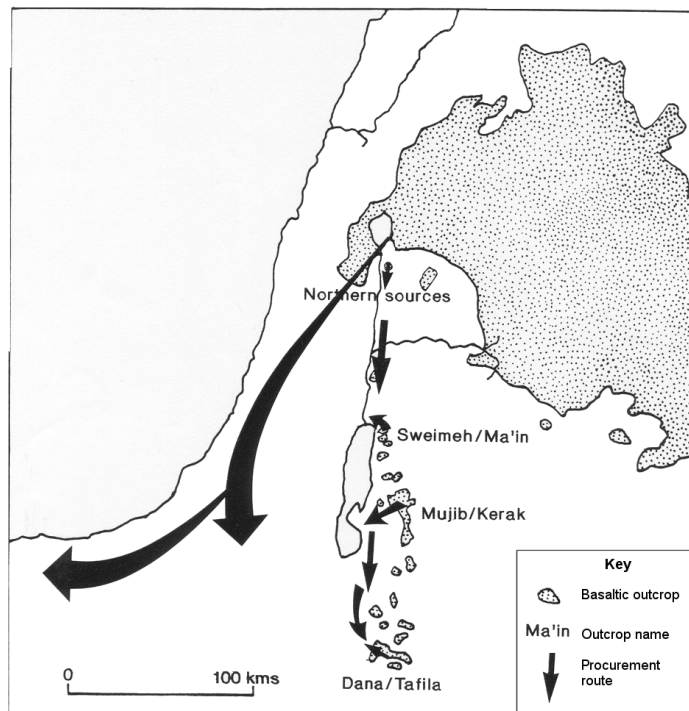 Northern sources
Sweimeh/Ma'in
Mujib/Kerak
Dana/Tafila
0 100 kms
Key
Basaltic outcrop
Ma'in Outcrop name
Procurement
route